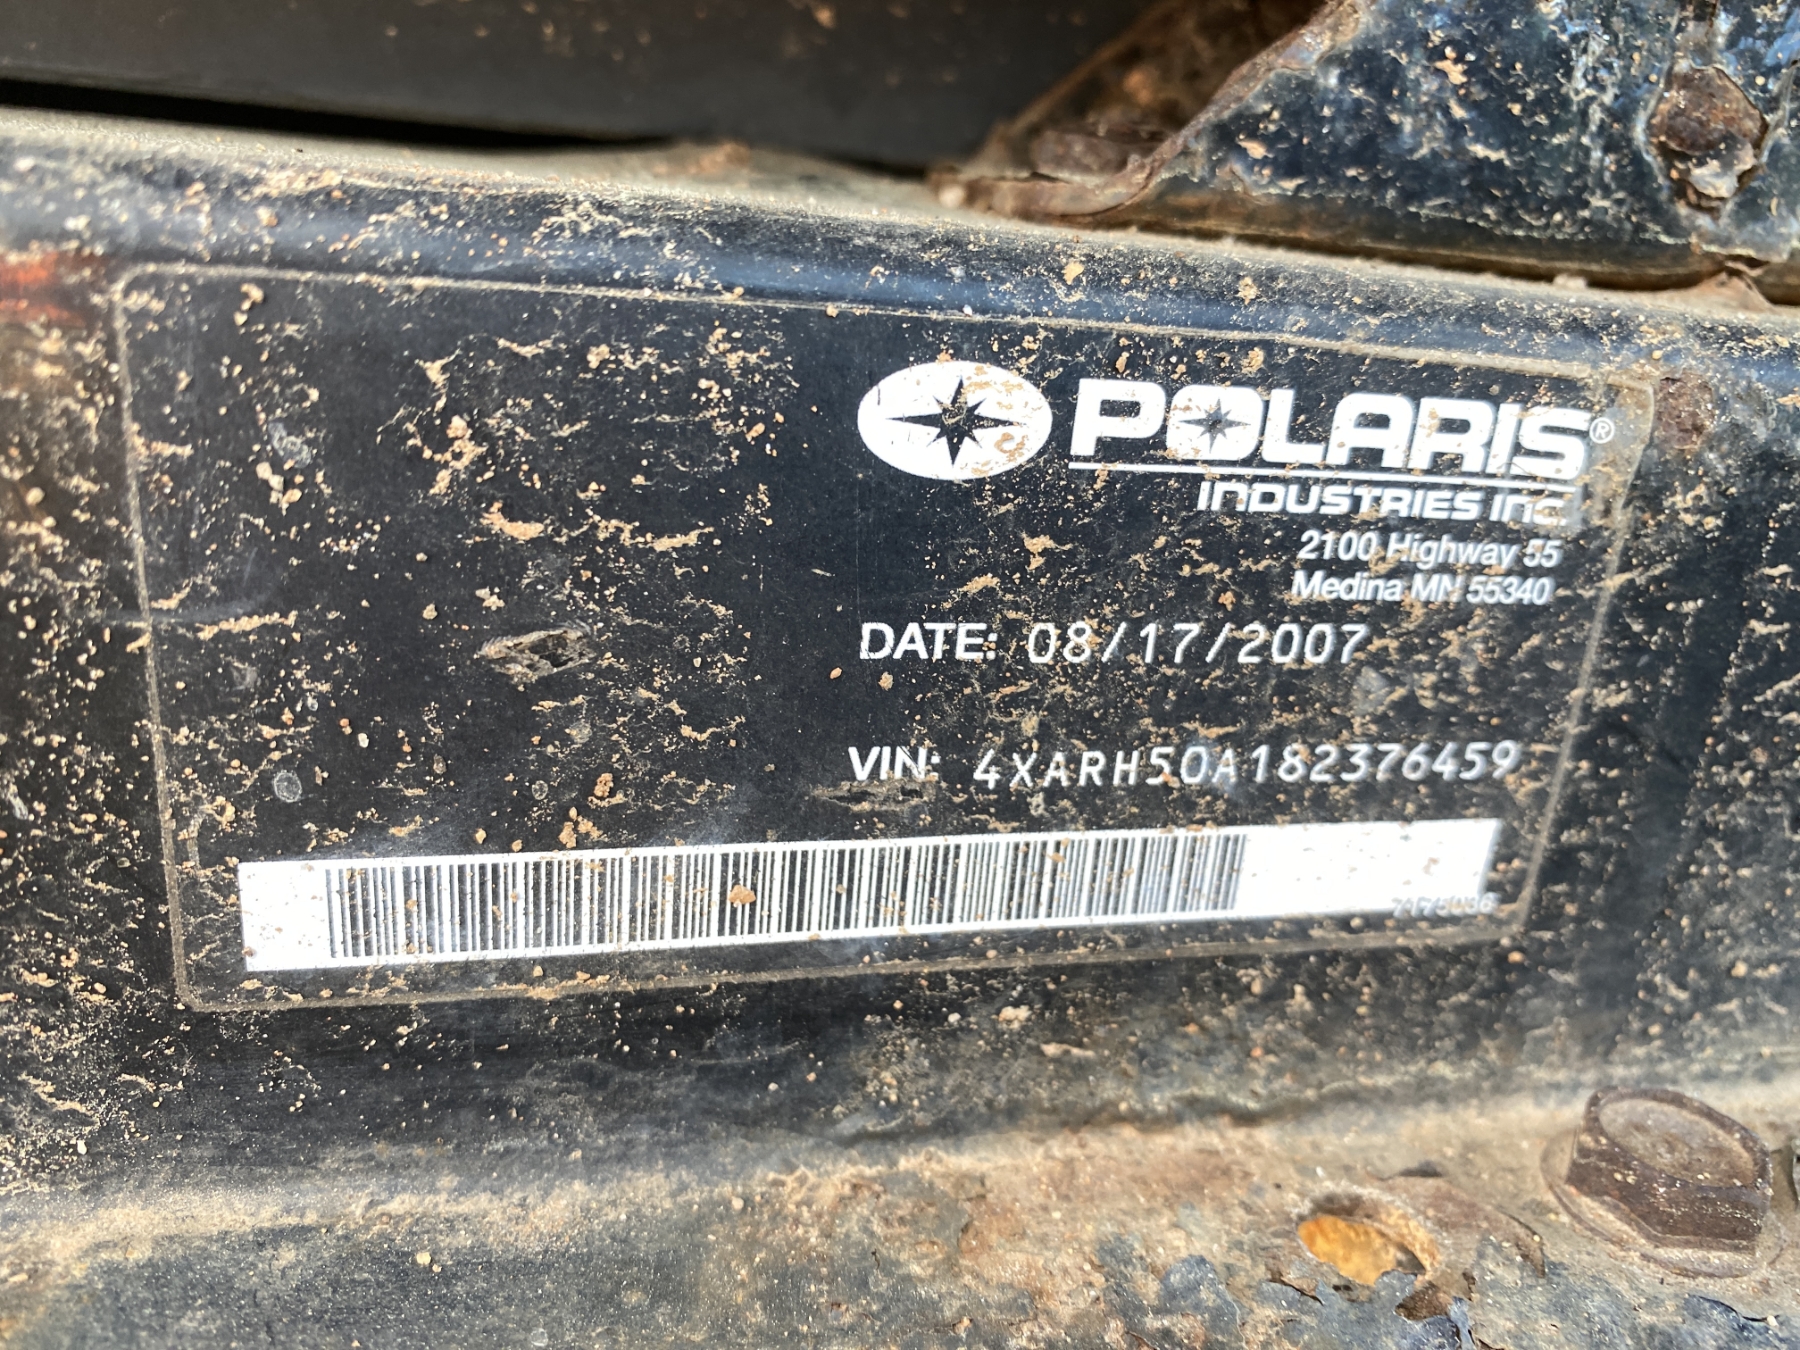 POLARIS®
INDUSTRIES INC.
2100 Highway 55
Medina MN 55340
DATE: 08/17/2007
VIN: 4XARH50A182376459